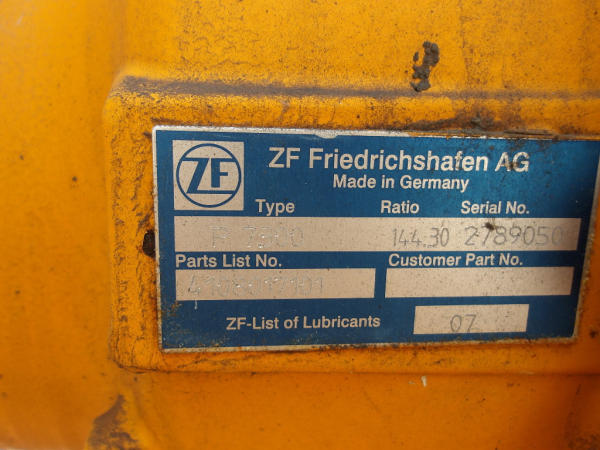 ZF
ZF Friedrichshafen AG
Made in Germany
Type Ratio Serial No.
144.30 2789050
Parts List No. Customer Part No.
ZF-List of Lubricants 07